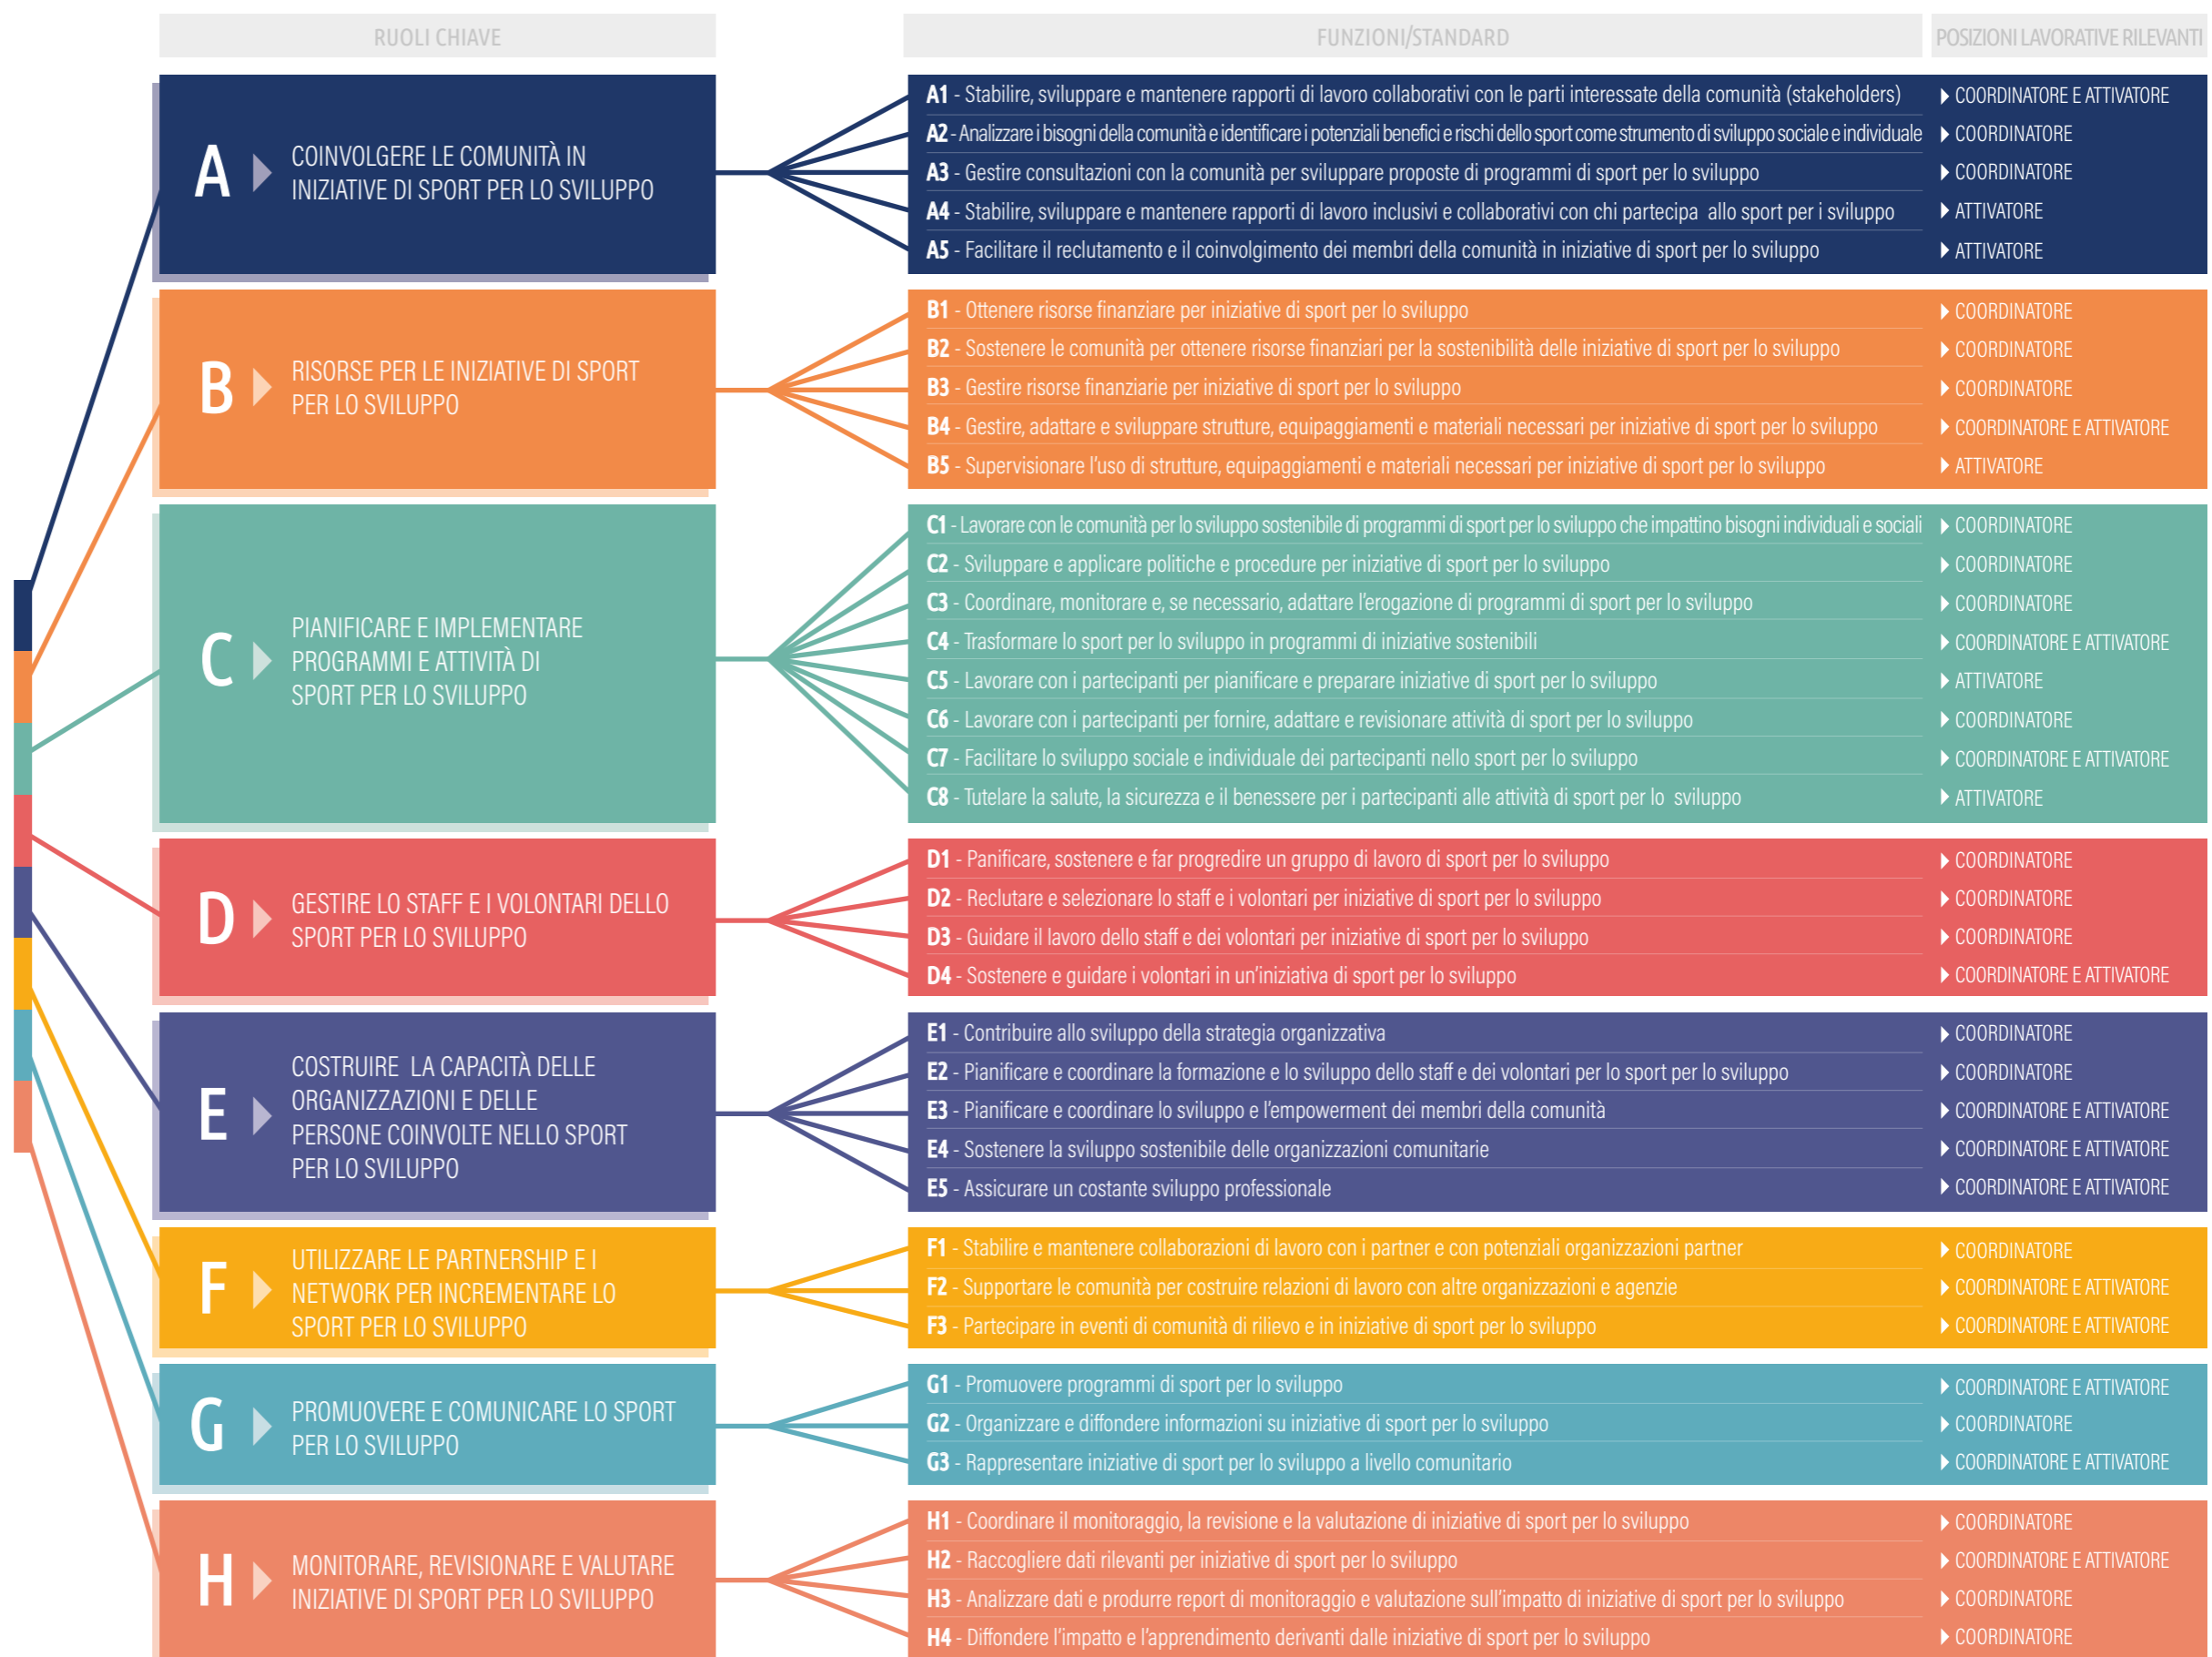 RUOLI CHIAVE
FUNZIONI/STANDARD
POSIZIONI LAVORATIVE RILEVANTI
A
COINVOLGERE LE COMUNITÀ IN
INIZIATIVE DI SPORT PER LO SVILUPPO
A1 - Stabilire, sviluppare e mantenere rapporti di lavoro collaborativi con le parti interessate della comunità (stakeholders)
COORDINATORE E ATTIVATORE
A2 - Analizzare i bisogni della comunità e identificare i potenziali benefici e rischi dello sport come strumento di sviluppo sociale e individuale
COORDINATORE
A3 - Gestire consultazioni con la comunità per sviluppare proposte di programmi di sport per lo sviluppo
COORDINATORE
A4 - Stabilire, sviluppare e mantenere rapporti di lavoro inclusivi e collaborativi con chi partecipa allo sport per i sviluppo
ATTIVATORE
A5 - Facilitare il reclutamento e il coinvolgimento dei membri della comunità in iniziative di sport per lo sviluppo
ATTIVATORE
B
RISORSE PER LE INIZIATIVE DI SPORT
PER LO SVILUPPO
B1 - Ottenere risorse finanziare per iniziative di sport per lo sviluppo
COORDINATORE
B2 - Sostenere le comunità per ottenere risorse finanziari per la sostenibilità delle iniziative di sport per lo sviluppo
COORDINATORE
B3 - Gestire risorse finanziarie per iniziative di sport per lo sviluppo
COORDINATORE
B4 - Gestire, adattare e sviluppare strutture, equipaggiamenti e materiali necessari per iniziative di sport per lo sviluppo
COORDINATORE E ATTIVATORE
B5 - Supervisionare l'uso di strutture, equipaggiamenti e materiali necessari per iniziative di sport per lo sviluppo
ATTIVATORE
C
PIANIFICARE E IMPLEMENTARE
PROGRAMMI E ATTIVITÀ DI
SPORT PER LO SVILUPPO
C1 - Lavorare con le comunità per lo sviluppo sostenibile di programmi di sport per lo sviluppo che impattino bisogni individuali e sociali
COORDINATORE
C2 - Sviluppare e applicare politiche e procedure per iniziative di sport per lo sviluppo
COORDINATORE
C3 - Coordinare, monitorare e, se necessario, adattare l'erogazione di programmi di sport per lo sviluppo
COORDINATORE
C4 - Trasformare lo sport per lo sviluppo in programmi di iniziative sostenibili
COORDINATORE E ATTIVATORE
C5 - Lavorare con i partecipanti per pianificare e preparare iniziative di sport per lo sviluppo
ATTIVATORE
C6 - Lavorare con i partecipanti per fornire, adattare e revisionare attività di sport per lo sviluppo
COORDINATORE
C7 - Facilitare lo sviluppo sociale e individuale dei partecipanti nello sport per lo sviluppo
COORDINATORE E ATTIVATORE
C8 - Tutelare la salute, la sicurezza e il benessere per i partecipanti alle attività di sport per lo sviluppo
ATTIVATORE
D
GESTIRE LO STAFF E I VOLONTARI DELLO
SPORT PER LO SVILUPPO
D1 - Panificare, sostenere e far progredire un gruppo di lavoro di sport per lo sviluppo
COORDINATORE
D2 - Reclutare e selezionare lo staff e i volontari per iniziative di sport per lo sviluppo
COORDINATORE
D3 - Guidare il lavoro dello staff e dei volontari per iniziative di sport per lo sviluppo
COORDINATORE
D4 - Sostenere e guidare i volontari in un'iniziativa di sport per lo sviluppo
COORDINATORE E ATTIVATORE
E
COSTRUIRE LA CAPACITÀ DELLE
ORGANIZZAZIONI E DELLE
PERSONE COINVOLTE NELLO SPORT
PER LO SVILUPPO
E1 - Contribuire allo sviluppo della strategia organizzativa
COORDINATORE
E2 - Pianificare e coordinare la formazione e lo sviluppo dello staff e dei volontari per lo sport per lo sviluppo
COORDINATORE
E3 - Pianificare e coordinare lo sviluppo e l'empowerment dei membri della comunità
COORDINATORE E ATTIVATORE
E4 - Sostenere la sviluppo sostenibile delle organizzazioni comunitarie
COORDINATORE E ATTIVATORE
E5 - Assicurare un costante sviluppo professionale
COORDINATORE E ATTIVATORE
F
UTILIZZARE LE PARTNERSHIP E I
NETWORK PER INCREMENTARE LO
SPORT PER LO SVILUPPO
F1 - Stabilire e mantenere collaborazioni di lavoro con i partner e con potenziali organizzazioni partner
COORDINATORE
F2 - Supportare le comunità per costruire relazioni di lavoro con altre organizzazioni e agenzie
COORDINATORE E ATTIVATORE
F3 - Partecipare in eventi di comunità di rilievo e in iniziative di sport per lo sviluppo
COORDINATORE E ATTIVATORE
G
PROMUOVERE E COMUNICARE LO SPORT
PER LO SVILUPPO
G1 - Promuovere programmi di sport per lo sviluppo
COORDINATORE E ATTIVATORE
G2 - Organizzare e diffondere informazioni su iniziative di sport per lo sviluppo
COORDINATORE
G3 - Rappresentare iniziative di sport per lo sviluppo a livello comunitario
COORDINATORE E ATTIVATORE
H
MONITORARE, REVISIONARE E VALUTARE
INIZIATIVE DI SPORT PER LO SVILUPPO
H1 - Coordinare il monitoraggio, la revisione e la valutazione di iniziative di sport per lo sviluppo
COORDINATORE
H2 - Raccogliere dati rilevanti per iniziative di sport per lo sviluppo
COORDINATORE E ATTIVATORE
H3 - Analizzare dati e produrre report di monitoraggio e valutazione sull'impatto di iniziative di sport per lo sviluppo
COORDINATORE
H4 - Diffondere l'impatto e l'apprendimento derivanti dalle iniziative di sport per lo sviluppo
COORDINATORE